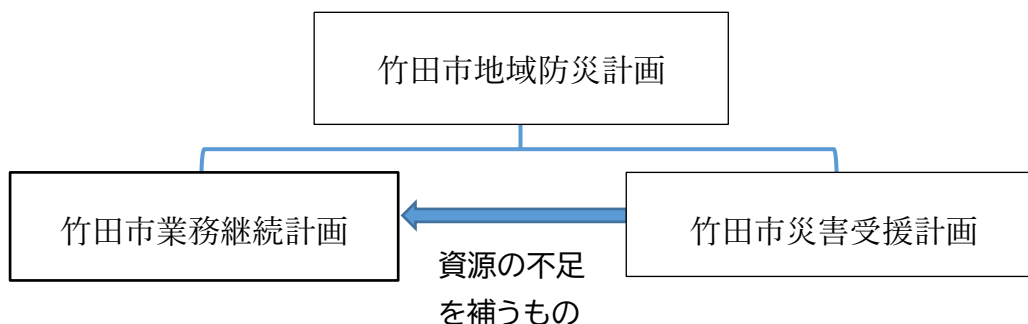 竹田市地域防災計画
竹田市業務継続計画
竹田市災害受援計画
資源の不足
を補うもの